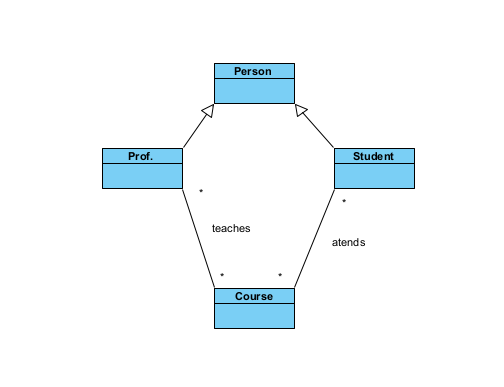 Person
Prof.
Student
*
*
teaches
atends
*
*
Course